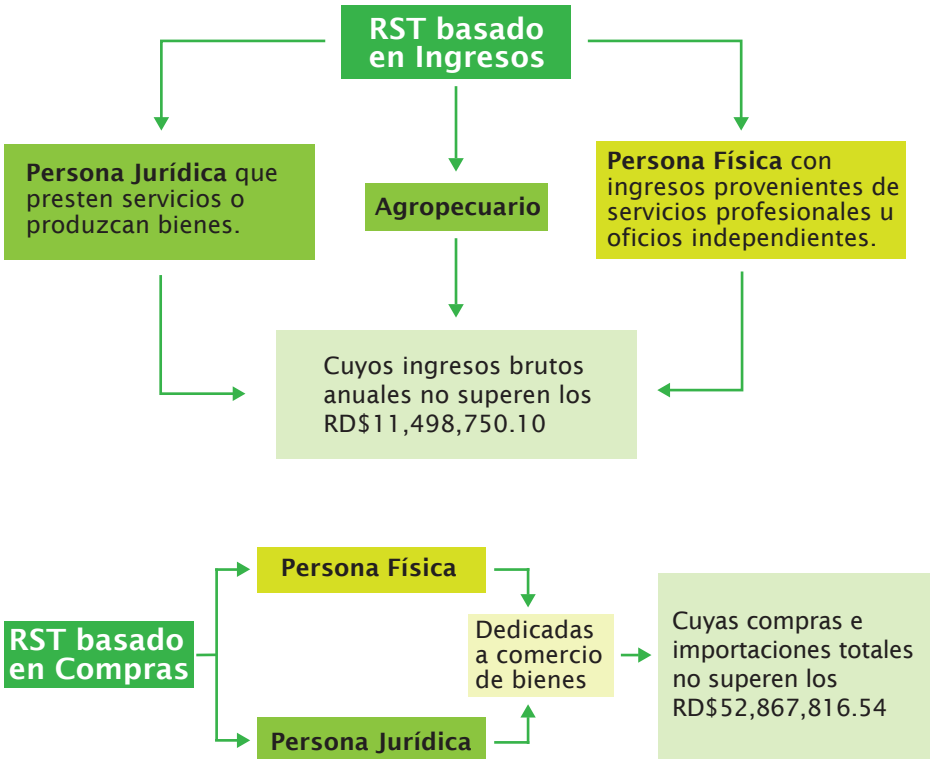 RST basado
en Ingresos
Persona Jurídica que
presten servicios o
produzcan bienes.
Agropecuario
Persona Física con
ingresos provenientes de
servicios profesionales u
oficios independientes.
Cuyos ingresos brutos
anuales no superen los
RD$11,498,750.10
RST basado
en Compras
Persona Física
Persona Jurídica
Dedicadas
a comercio
de bienes
Cuyas compras e
importaciones totales
no superen los
RD$52,867,816.54